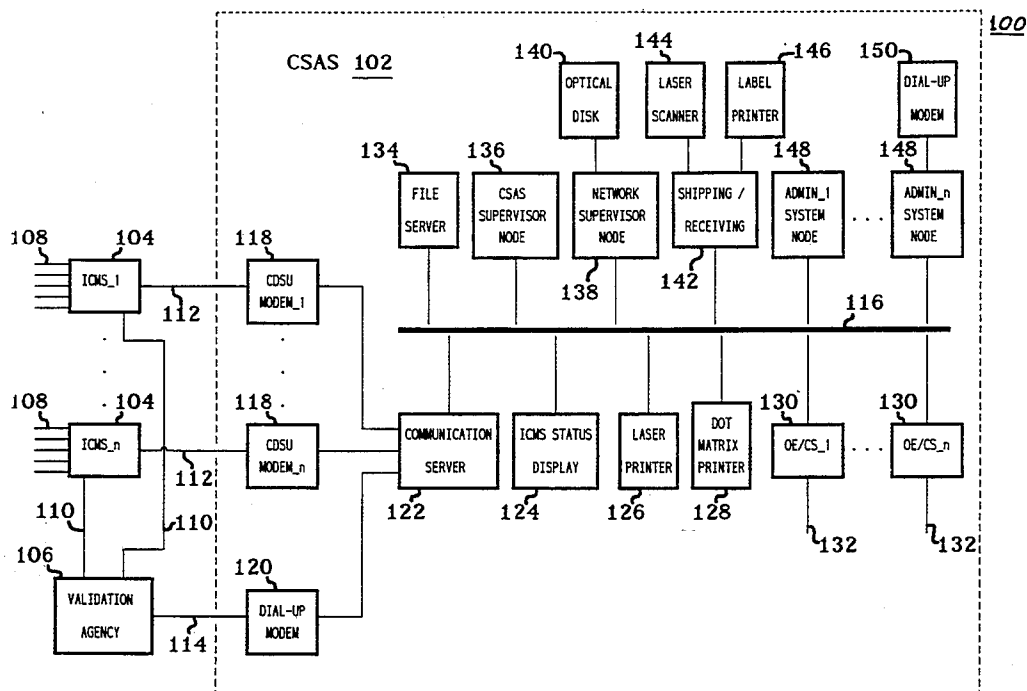 100
CSAS 102
140
144
146
150
OPTICAL
DISK
LASER
SCANNER
LABEL
PRINTER
DIAL-UP
MODEM
134
136
148
148
FILE
SERVER
CSAS
SUPERVISOR
NODE
NETWORK
SUPERVISOR
NODE
SHIPPING /
RECEIVING
ADMIN_1
SYSTEM
NODE
. . .
ADMIN_n
SYSTEM
NODE
138
142
108
104
118
ICMS_1
112
CDSU
MODEM_1
116
108
104
118
130
130
ICMS_n
112
CDSU
MODEM_n
COMMUNICATION
SERVER
ICMS STATUS
DISPLAY
LASER
PRINTER
DOT
MATRIX
PRINTER
OE/CS_1
. . .
OE/CS_n
122
124
126
128
110
110
132
132
106
120
VALIDATION
AGENCY
114
DIAL-UP
MODEM